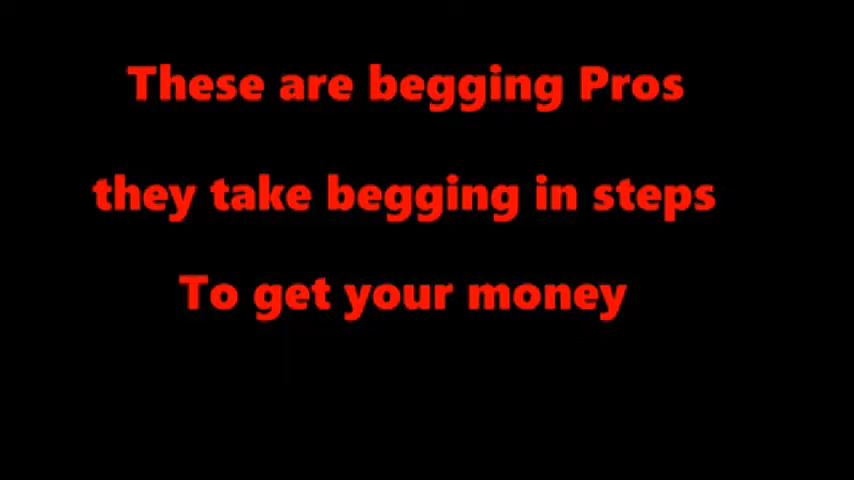 These are begging Pros
they take begging in steps
To get your money